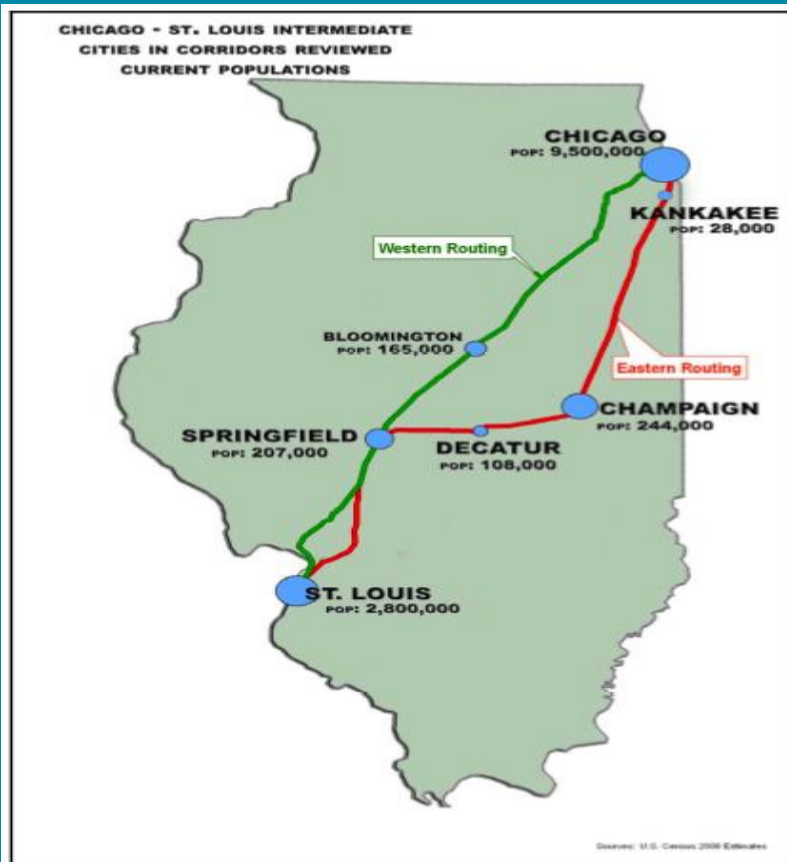 CHICAGO - ST. LOUIS INTERMEDIATE
CITIES IN CORRIDORS REVIEWED
CURRENT POPULATIONS
CHICAGO
POP: 9,500,000
KANKAKEE
POP: 28,000
Western Routing
BLOOMINGTON
POP: 165,000
Eastern Routing
CHAMPAIGN
POP: 244,000
SPRINGFIELD
POP: 207,000
DECATUR
POP: 108,000
ST. LOUIS
POP: 2,800,000
Sources: U.S. Census 2008 Estimates